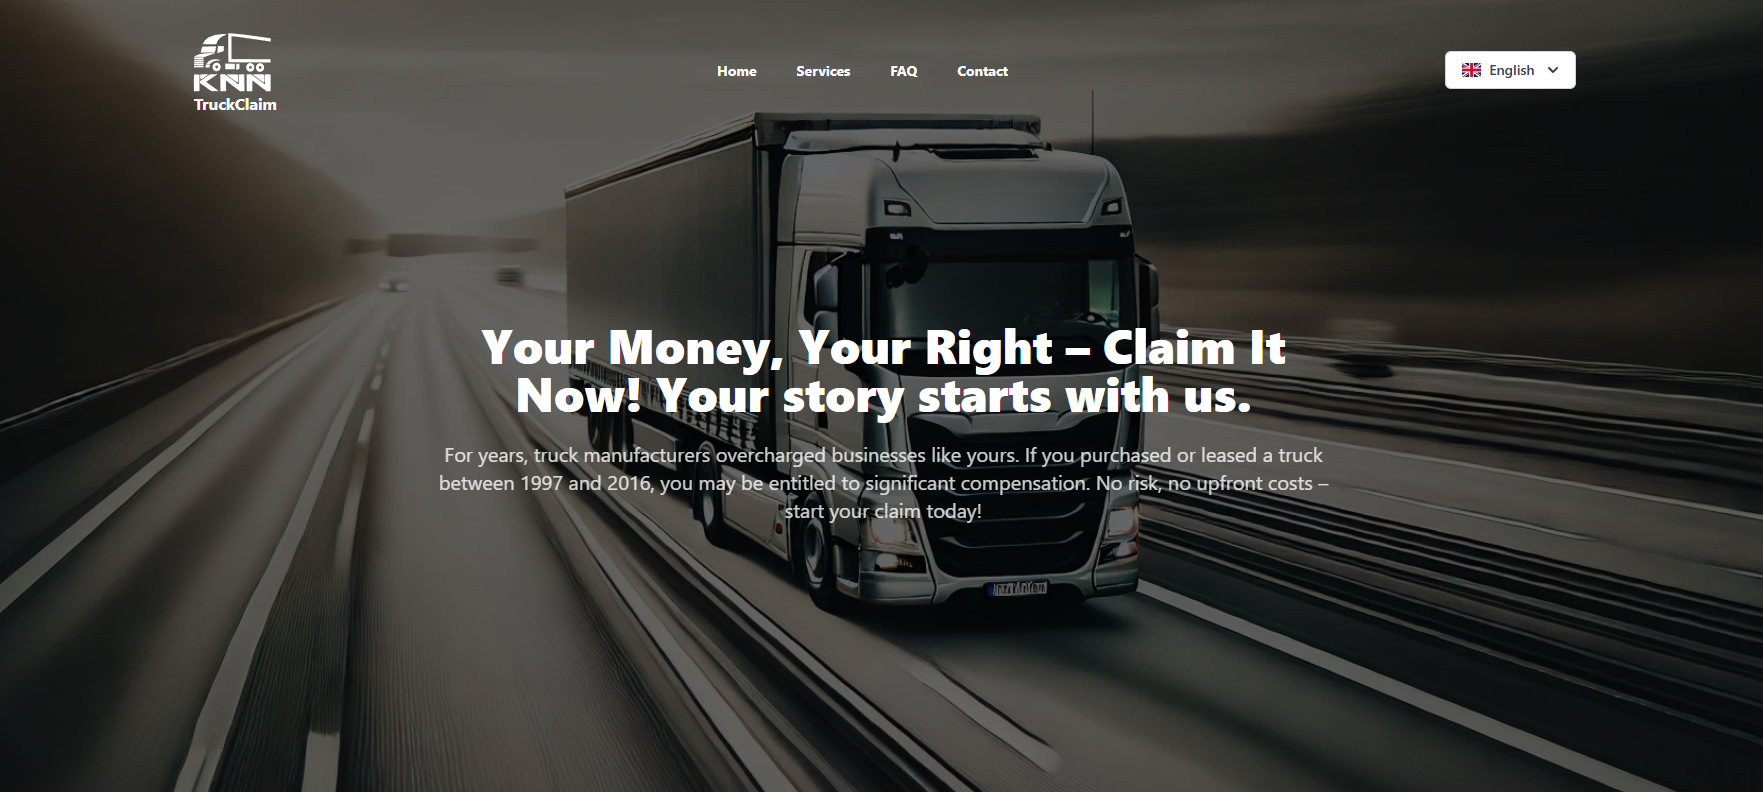 KNN
TruckClaim
Home
Services
FAQ
Contact
English
Your Money, Your Right – Claim It
Now! Your story starts with us.
For years, truck manufacturers overcharged businesses like yours. If you purchased or leased a truck
between 1997 and 2016, you may be entitled to significant compensation. No risk, no upfront costs –
start your claim today!